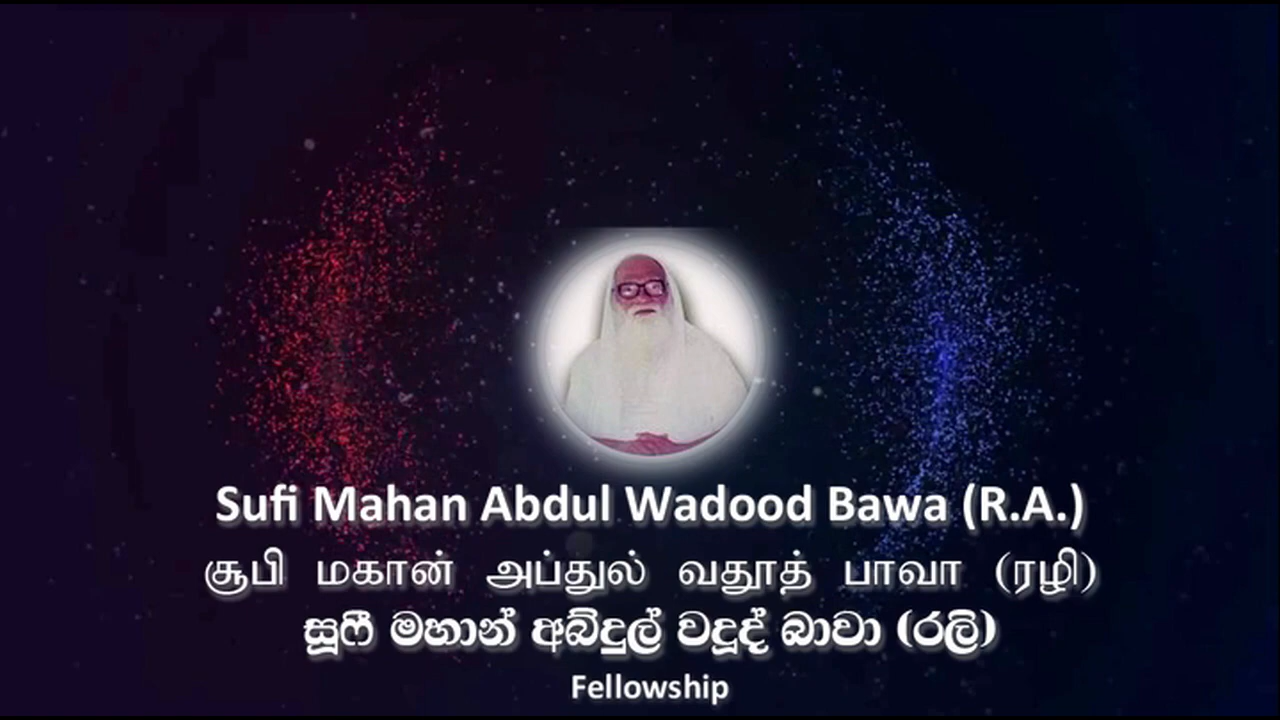 Sufi Mahan Abdul Wadood Bawa (R.A.)
சூபி மகான் அப்துல் வதூத் பாவா (ரழி)
සූෆී මහාන් අබ්දුල් වදූද් බාවා (රලි)
Fellowship